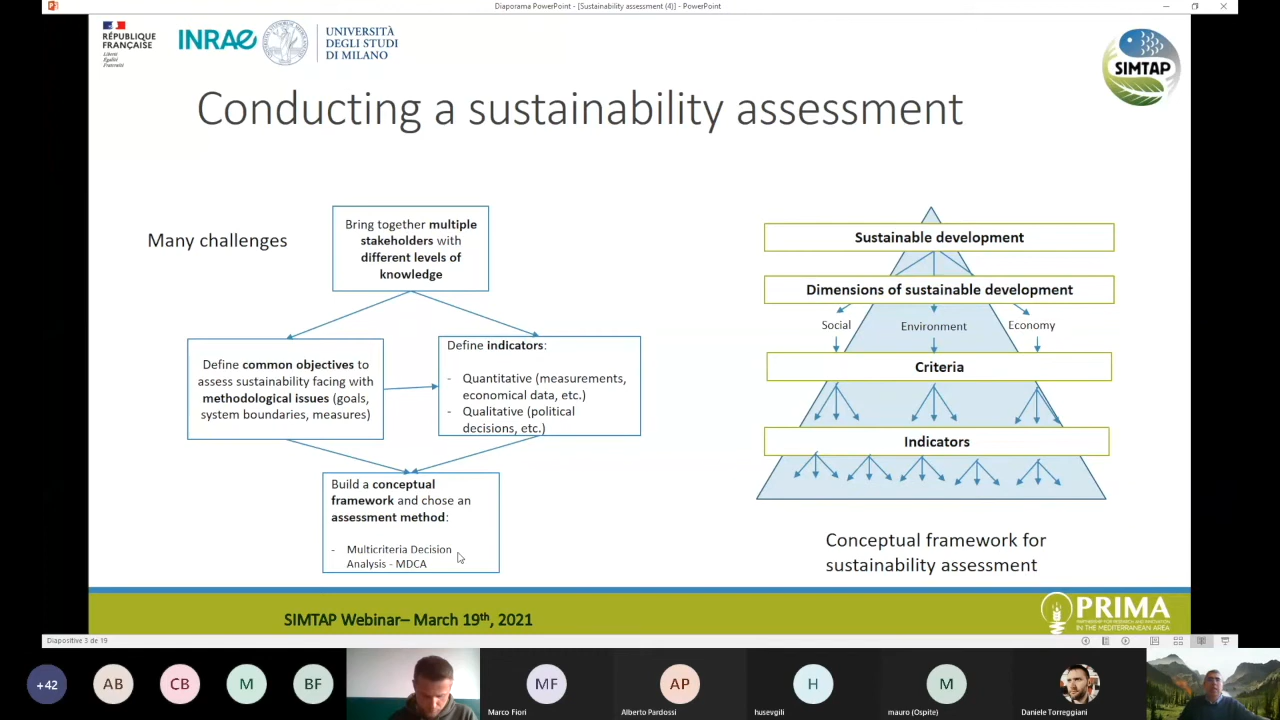 Diaporama PowerPoint - [Sustainability assessment (4)] - PowerPoint
RÉPUBLIQUE
FRANÇAISE
Liberté
Égalité
Fraternité
INRAE
UNIVERSITÀ
DEGLI STUDI
DI MILANO
SIMTAP
Conducting a sustainability assessment
Many challenges
Bring together multiple
stakeholders with
different levels of
knowledge
Define common objectives to
assess sustainability facing with
methodological issues (goals,
system boundaries, measures)
Define indicators:
- Quantitative (measurements,
economical data, etc.)
- Qualitative (political
decisions, etc.)
Build a conceptual
framework and chose an
assessment method:
- Multicriteria Decision
Analysis - MDCA
Sustainable development
Dimensions of sustainable development
Social
Environment
Economy
Criteria
Indicators
Conceptual framework for
sustainability assessment
SIMTAP Webinar– March 19th, 2021
PRIMA
PARTNERSHIP FOR RESEARCH AND INNOVATION
IN THE MEDITERRANEAN AREA
Diapositive 3 de 19
+42
AB
CB
M
BF
MF
Marco Fiori
AP
Alberto Pardossi
H
husevgili
M
mauro (Ospite)
Daniele Torreggiani